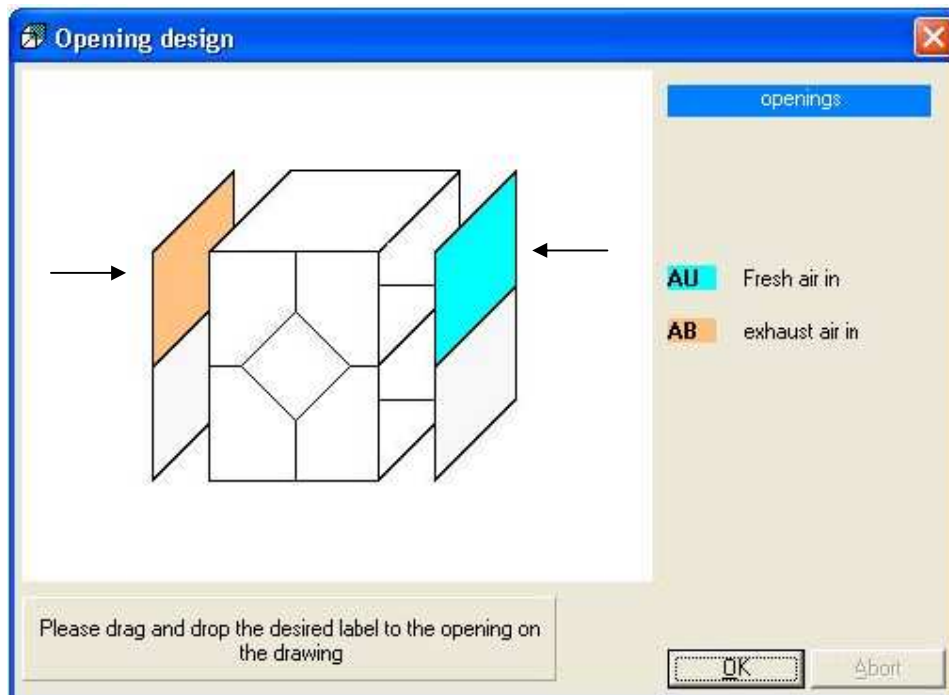 Opening design
openings
AU Fresh air in
AB exhaust air in
Please drag and drop the desired label to the opening on
the drawing
OK
Abort